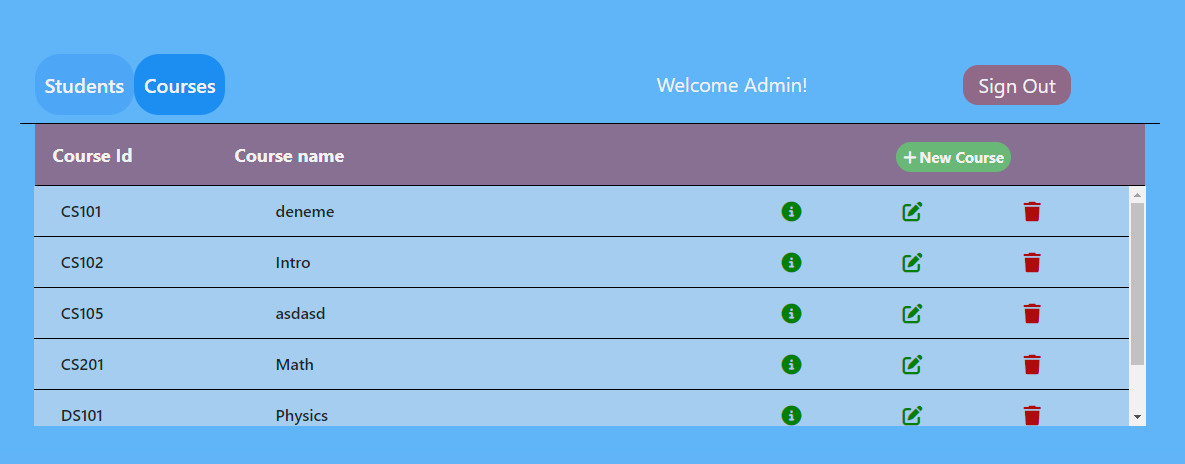 Students Courses Welcome Admin! Sign Out
Course Id Course name + New Course
CS101 deneme
CS102 Intro
CS105 asdasd
CS201 Math
DS101 Physics